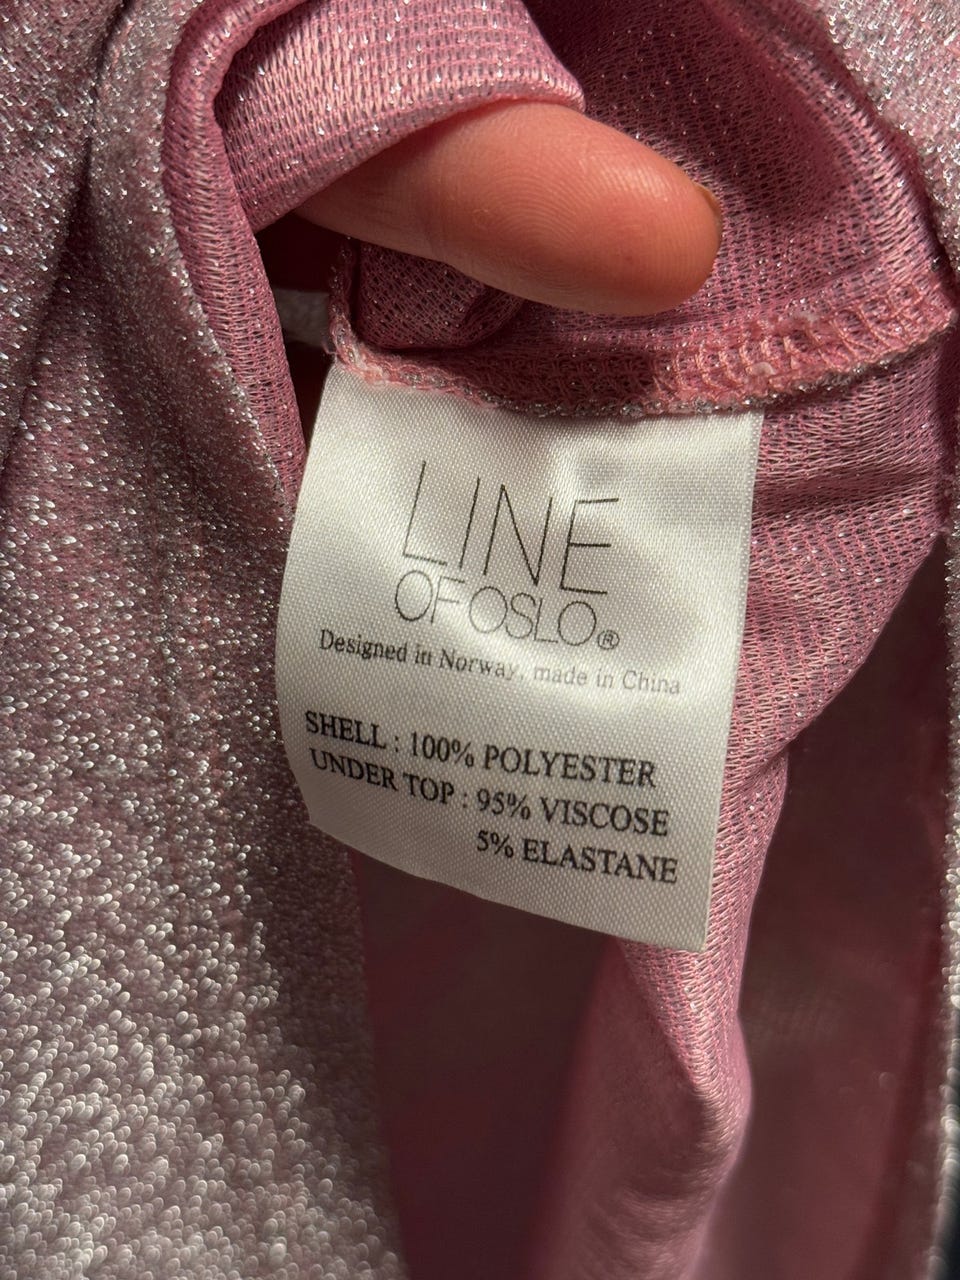 LINE
OF OSLO®
Designed in Norway, made in China
SHELL : 100% POLYESTER
UNDER TOP : 95% VISCOSE
5% ELASTANE